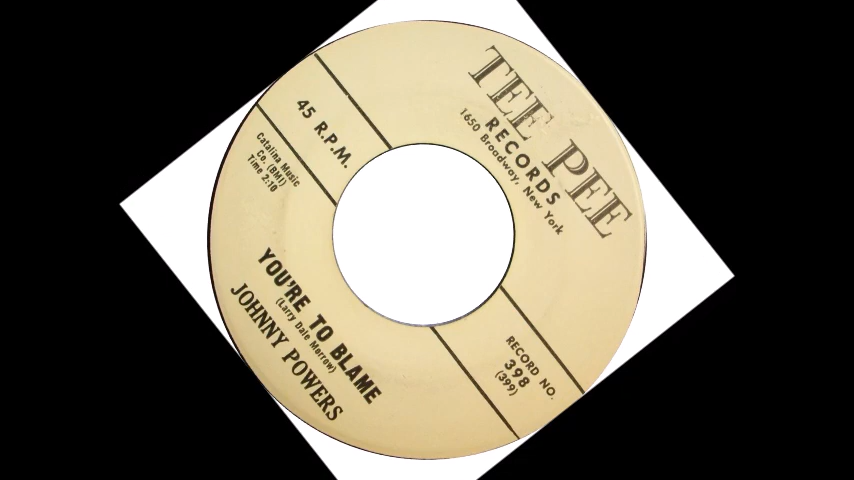 TEE PEE
RECORDS
1650 Broadway, New York
45 R.P.M.
Catalina Music
Co. (BMI)
Time 2:10
RECORD NO.
398
(399)
YOU'RE TO BLAME
(Larry Dale Morrow)
JOHNNY POWERS